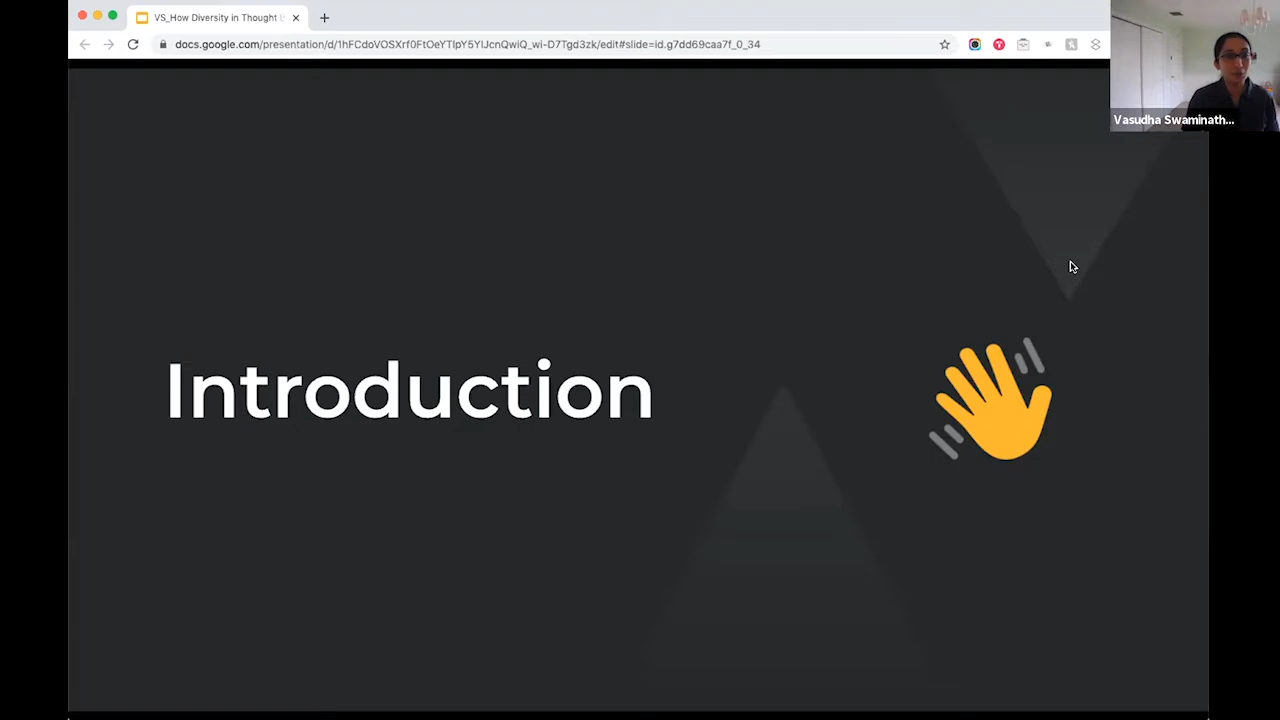 VS_How Diversity in Thought
docs.google.com/presentation/d/1hFCdoVOSXrf0FtOeYTlpY5YlJcnQwiQ_wi-D7Tgd3zk/edit#slide=id.g7dd69caa7f_0_34
Vasudha Swaminath...
Introduction